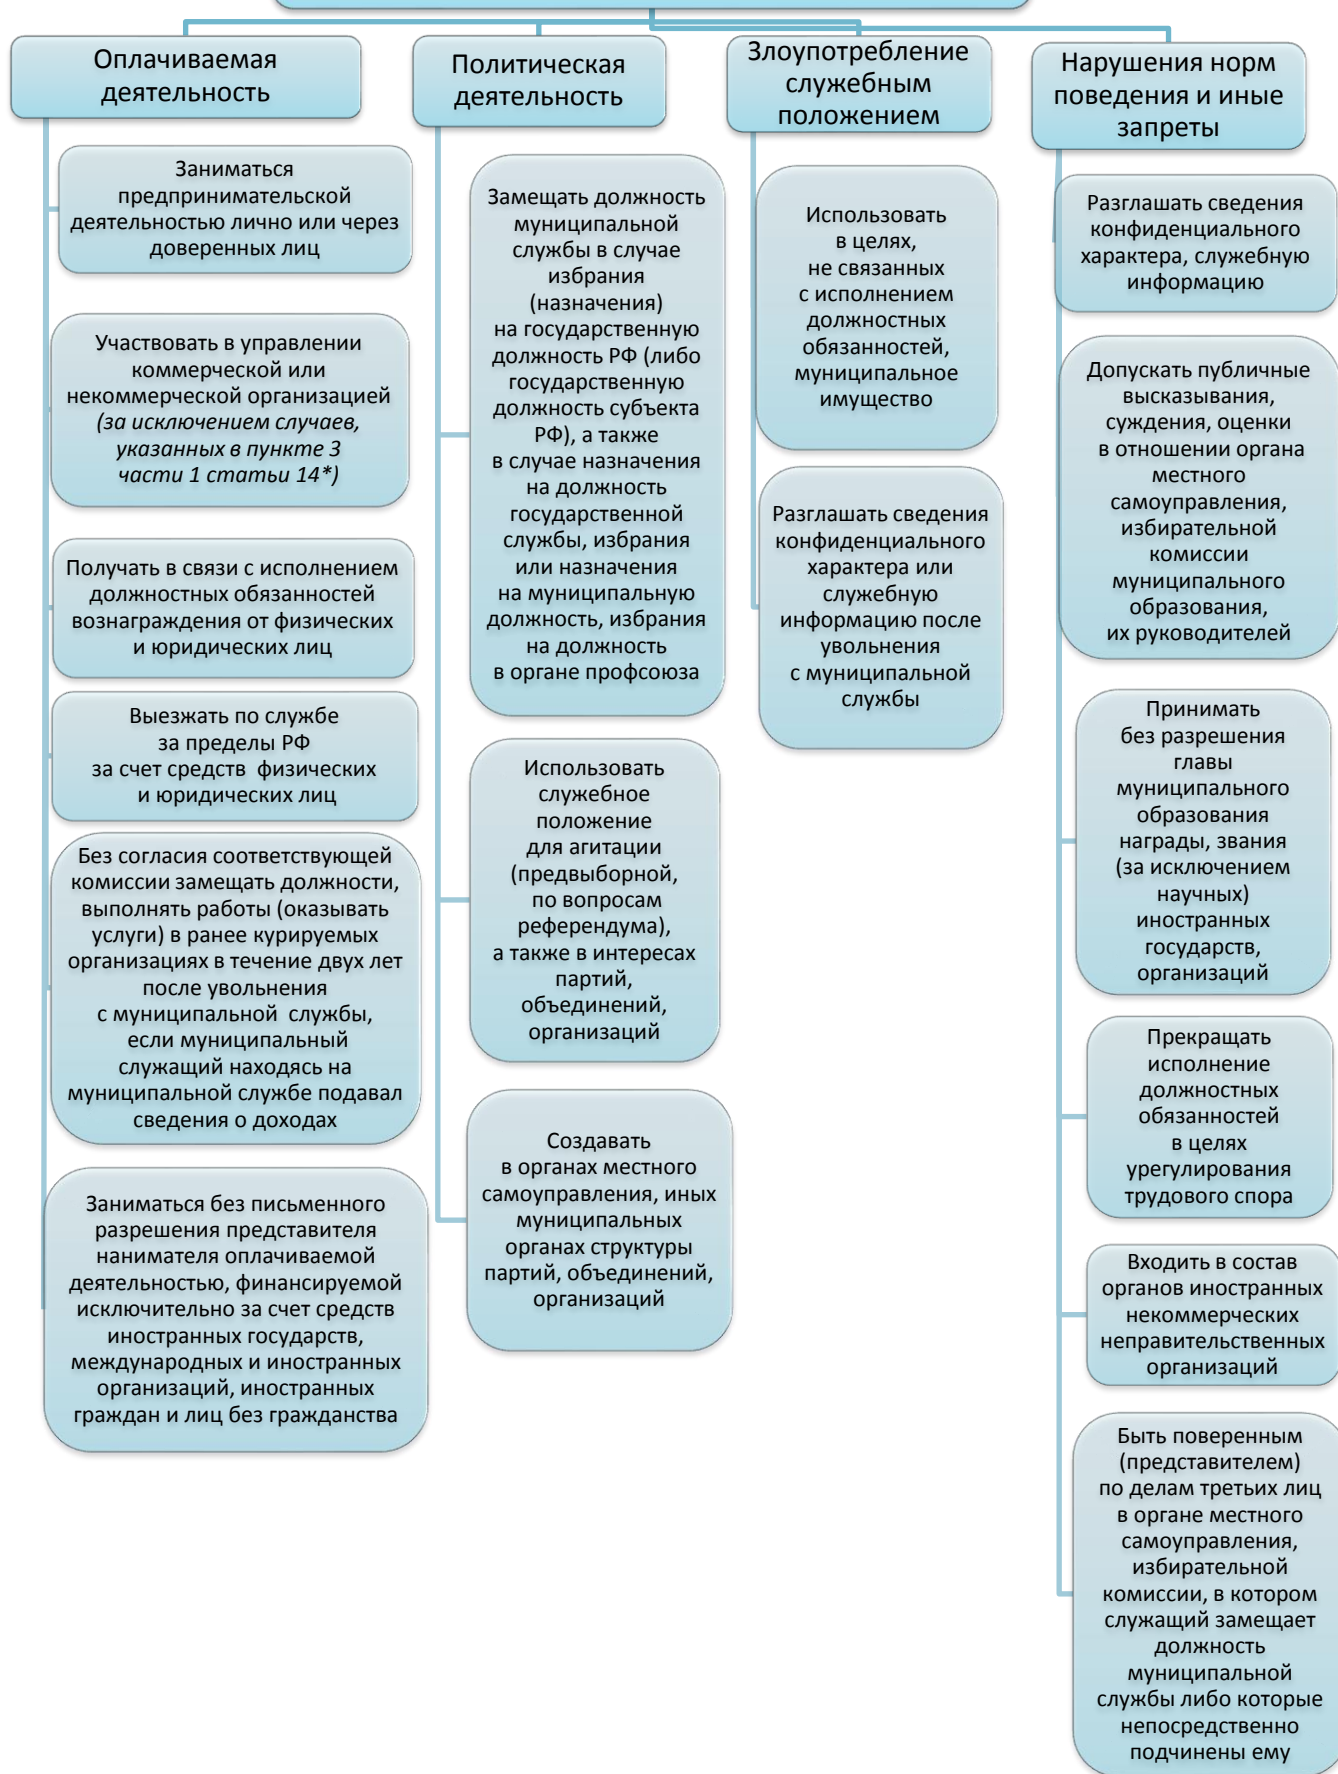 Оплачиваемая
деятельность
Заниматься
предпринимательской
деятельностью лично или через
доверенных лиц
Участвовать в управлении
коммерческой или
некоммерческой организацией
(за исключением случаев,
указанных в пункте 3
части 1 статьи 14*)
Получать в связи с исполнением
должностных обязанностей
вознаграждения от физических
и юридических лиц
Выезжать по службе
за пределы РФ
за счет средств физических
и юридических лиц
Без согласия соответствующей
комиссии замещать должности,
выполнять работы (оказывать
услуги) в ранее курируемых
организациях в течение двух лет
после увольнения
с муниципальной службы,
если муниципальный
служащий находясь на
муниципальной службе подавал
сведения о доходах
Заниматься без письменного
разрешения представителя
нанимателя оплачиваемой
деятельностью, финансируемой
исключительно за счет средств
иностранных государств,
международных и иностранных
организаций, иностранных
граждан и лиц без гражданства
Политическая
деятельность
Замещать должность
муниципальной
службы в случае
избрания
(назначения)
на государственную
должность РФ (либо
государственную
должность субъекта
РФ), а также
в случае назначения
на должность
государственной
службы, избрания
или назначения
на муниципальную
должность, избрания
на должность
в органе профсоюза
Использовать
служебное
положение
для агитации
(предвыборной,
по вопросам
референдума),
а также в интересах
партий,
объединений,
организаций
Создавать
в органах местного
самоуправления, иных
муниципальных
органах структуры
партий, объединений,
организаций
Злоупотребление
служебным
положением
Использовать
в целях,
не связанных
с исполнением
должностных
обязанностей,
муниципальное
имущество
Разглашать сведения
конфиденциального
характера или
служебную
информацию после
увольнения
с муниципальной
службы
Нарушения норм
поведения и иные
запреты
Разглашать сведения
конфиденциального
характера, служебную
информацию
Допускать публичные
высказывания,
суждения, оценки
в отношении органа
местного
самоуправления,
избирательной
комиссии
муниципального
образования,
их руководителей
Принимать
без разрешения
главы
муниципального
образования
награды, звания
(за исключением
научных)
иностранных
государств,
организаций
Прекращать
исполнение
должностных
обязанностей
в целях
урегулирования
трудового спора
Входить в состав
органов иностранных
некоммерческих
неправительственных
организаций
Быть поверенным
(представителем)
по делам третьих лиц
в органе местного
самоуправления,
избирательной
комиссии, в котором
служащий замещает
должность
муниципальной
службы либо которые
непосредственно
подчинены ему